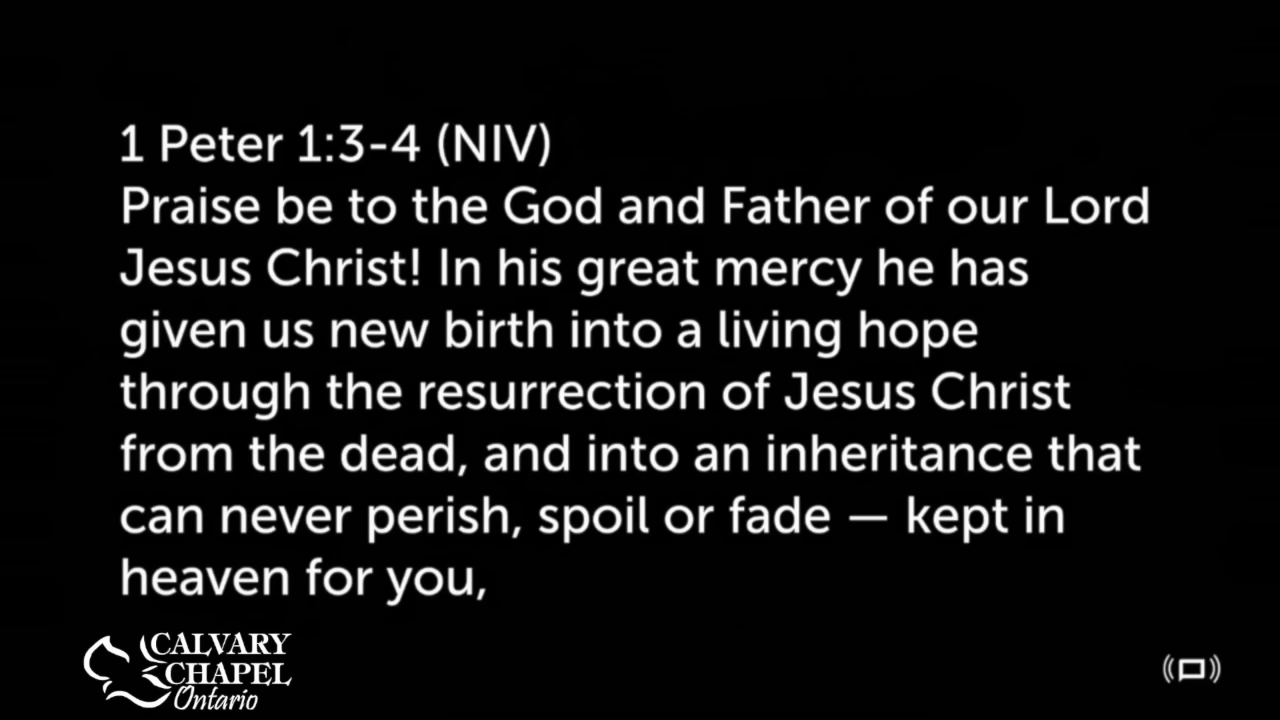 1 Peter 1:3-4 (NIV)
Praise be to the God and Father of our Lord
Jesus Christ! In his great mercy he has
given us new birth into a living hope
through the resurrection of Jesus Christ
from the dead, and into an inheritance that
can never perish, spoil or fade — kept in
heaven for you,
CALVARY
CHAPEL
Ontario